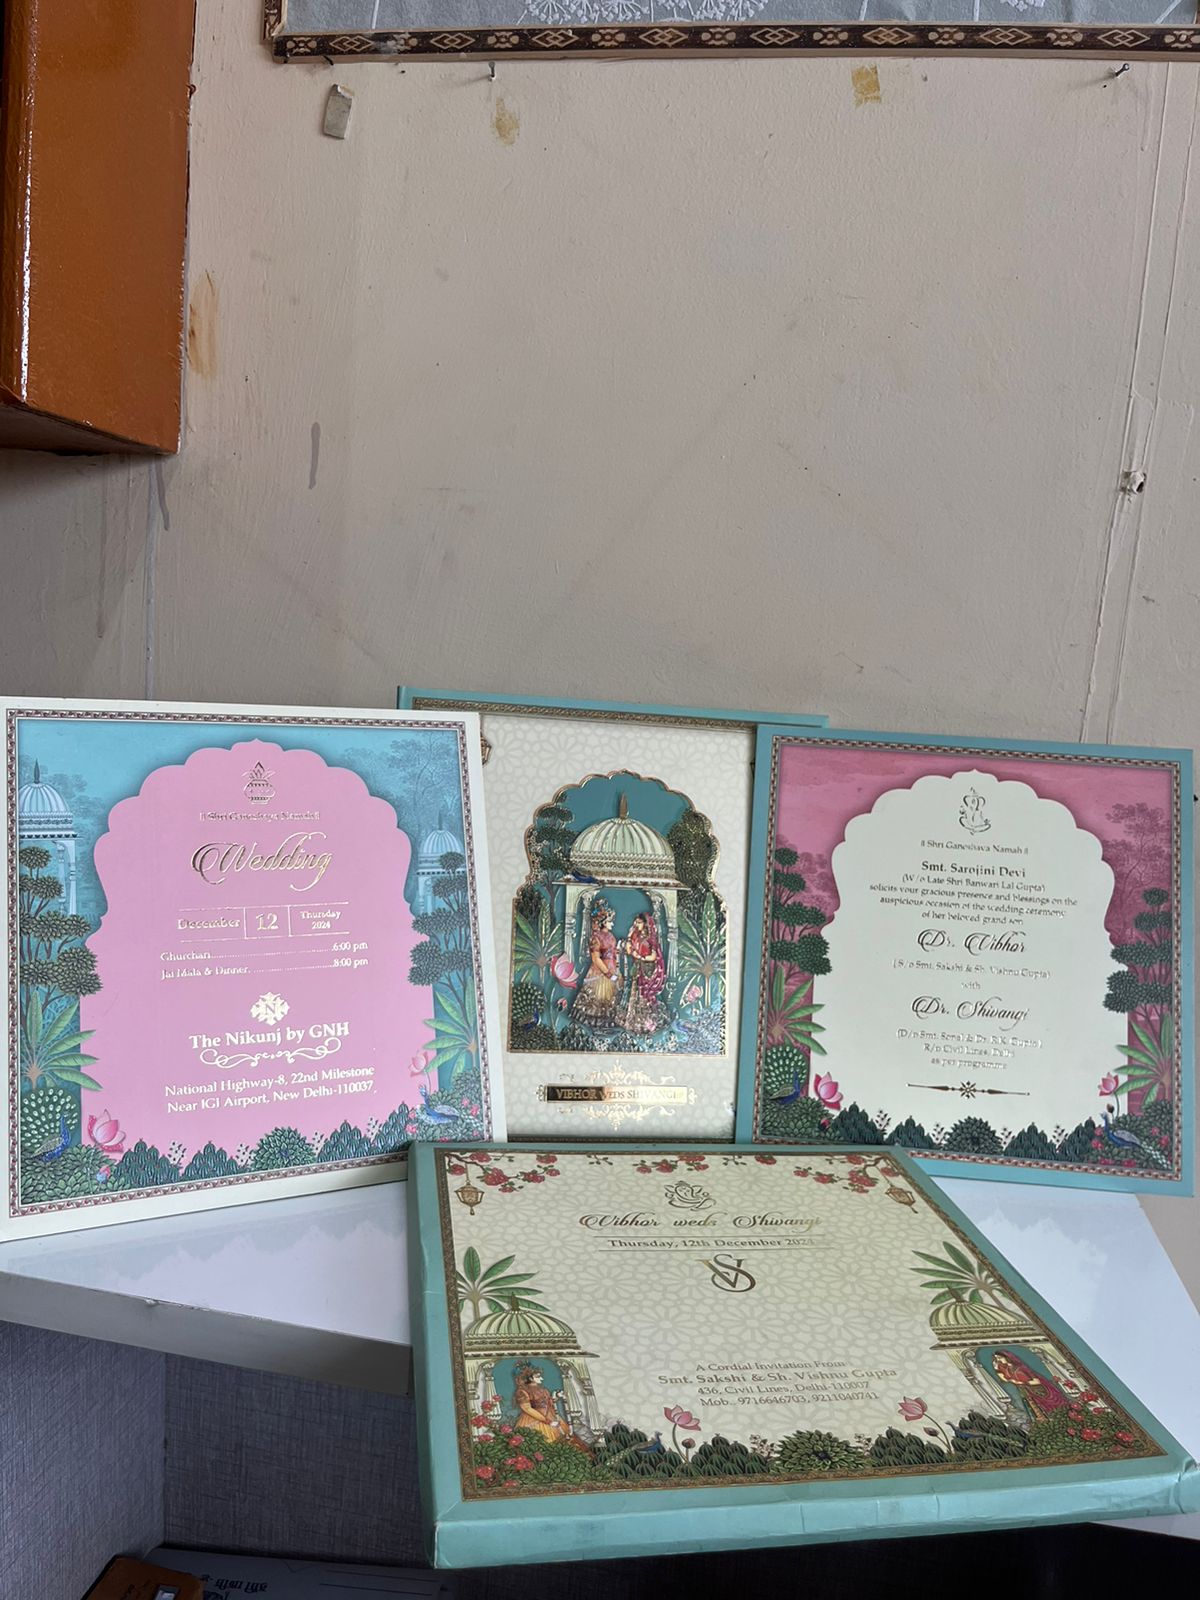 ॥ Shri Ganeshaya Namah॥
Wedding
December 12 Thursday 2024
Ghurchari 6:00 pm
Jai Mala & Dinner 8:00 pm
N
The Nikunj by GNH
National Highway-8, 22nd Milestone
Near IGI Airport, New Delhi-110037,
VIBHOR WEDS SHIVANGI
॥ Shri Ganeshaya Namah ॥
Smt. Sarojini Devi
(W/o Late Shri Banwari Lal Gupta)
solicits your gracious presence and blessings on the
auspicious occasion of the wedding ceremony
of her beloved grand son
Dr. Vibhor
(S/o Smt. Sakshi & Sh. Vishnu Gupta)
with
Dr. Shivangi
(D/o Smt. Sonal & Dr. R.K. Gupta)
R/o Civil Lines, Delhi
as per programme
Vibhor weds Shivangi
Thursday, 12th December 2024
VS
A Cordial Invitation From
Smt. Sakshi & Sh. Vishnu Gupta
436, Civil Lines, Delhi-110007
Mob.. 9716646703, 9211040741